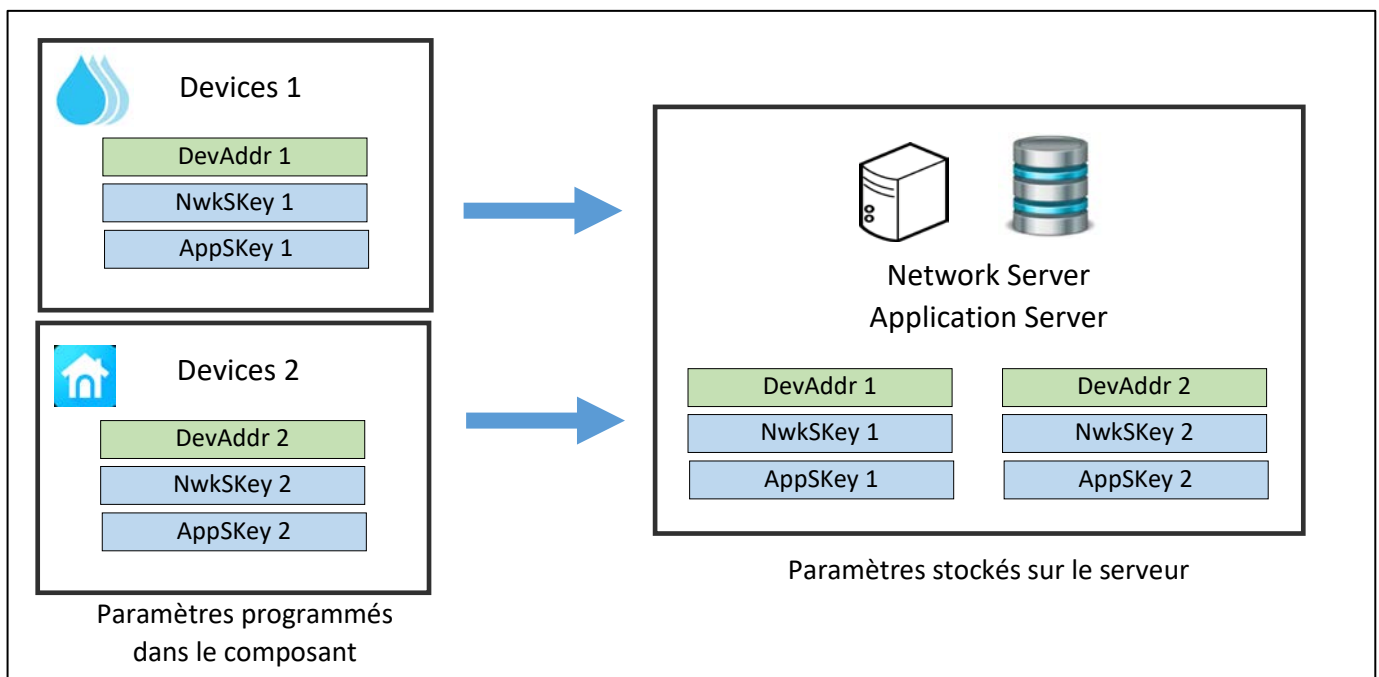 Devices 1
DevAddr 1
NwkSKey 1
AppSKey 1
Devices 2
DevAddr 2
NwkSKey 2
AppSKey 2
Paramètres programmés
dans le composant
Network Server
Application Server
DevAddr 1
NwkSKey 1
AppSKey 1
DevAddr 2
NwkSKey 2
AppSKey 2
Paramètres stockés sur le serveur